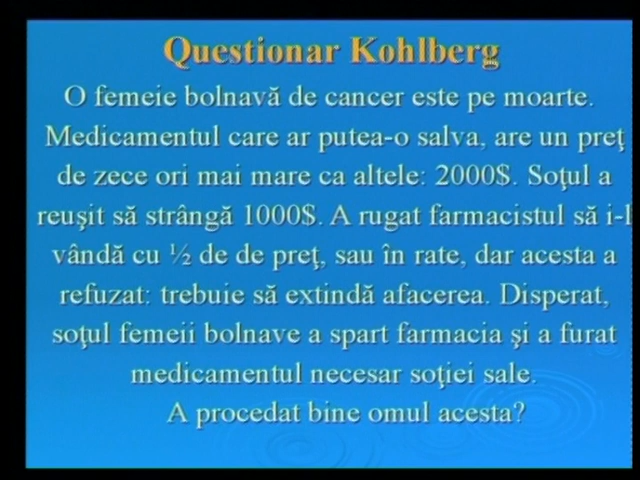 Questionar Kohlberg
O femeie bolnavă de cancer este pe moarte.
Medicamentul care ar putea-o salva, are un preţ
de zece ori mai mare ca altele: 2000$. Soţul a
reuşit să strângă 1000$. A rugat farmacistul să i-l
vândă cu ½ de de preţ, sau în rate, dar acesta a
refuzat: trebuie să extindă afacerea. Disperat,
soţul femeii bolnave a spart farmacia şi a furat
medicamentul necesar soţiei sale.
A procedat bine omul acesta?